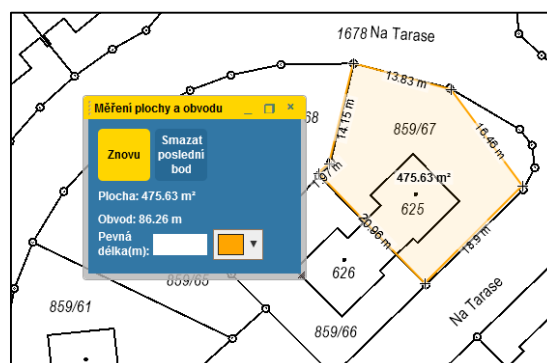 1678 Na Tarase
13.83 m
Měření plochy a obvodu
68
14.15 m
859/67
16.46 m
Znovu
Smazat
poslední
bod
1.97 m
475.63 m²
Plocha: 475.63 m²
625
Obvod: 86.26 m
20.96 m
18.9 m
Pevná
délka(m):
626
859/65
859/61
Na Tarase
859/66